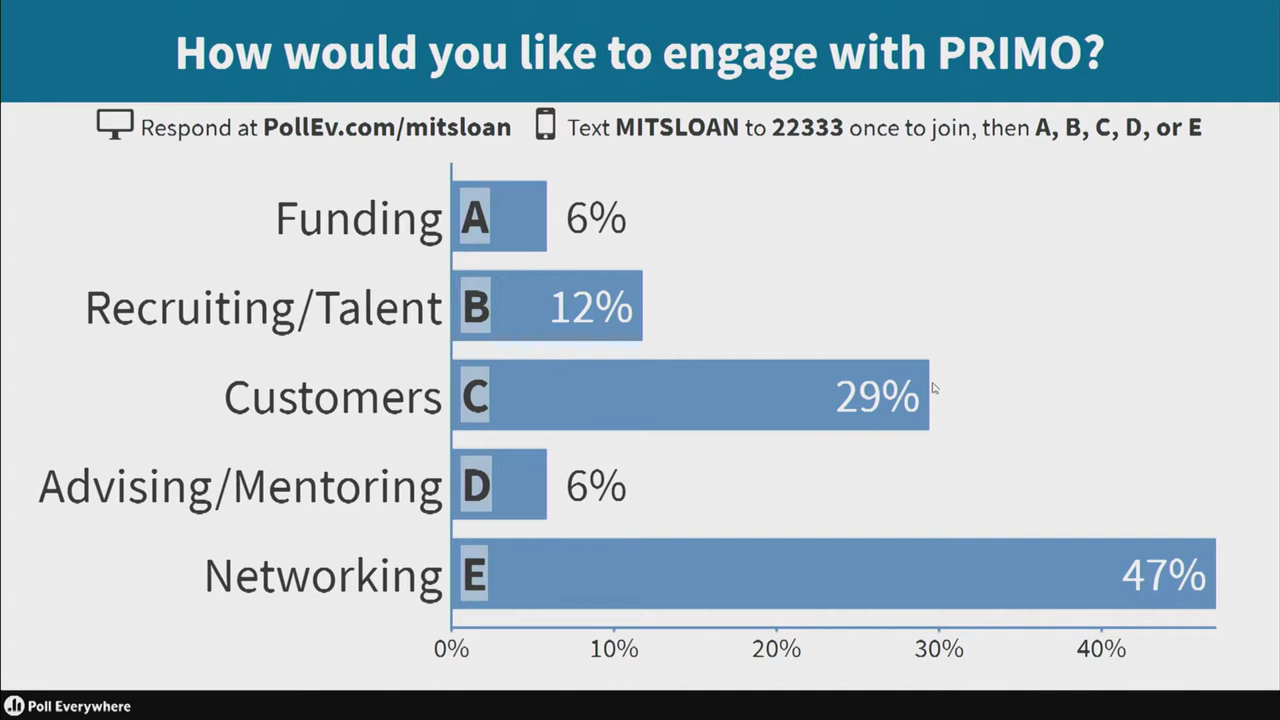 How would you like to engage with PRIMO?
Respond at PollEv.com/mitsloan Text MITSLOAN to 22333 once to join, then A, B, C, D, or E
Funding A 6%
Recruiting/Talent B 12%
Customers C 29%
Advising/Mentoring D 6%
Networking E 47%
0% 10% 20% 30% 40%
Poll Everywhere